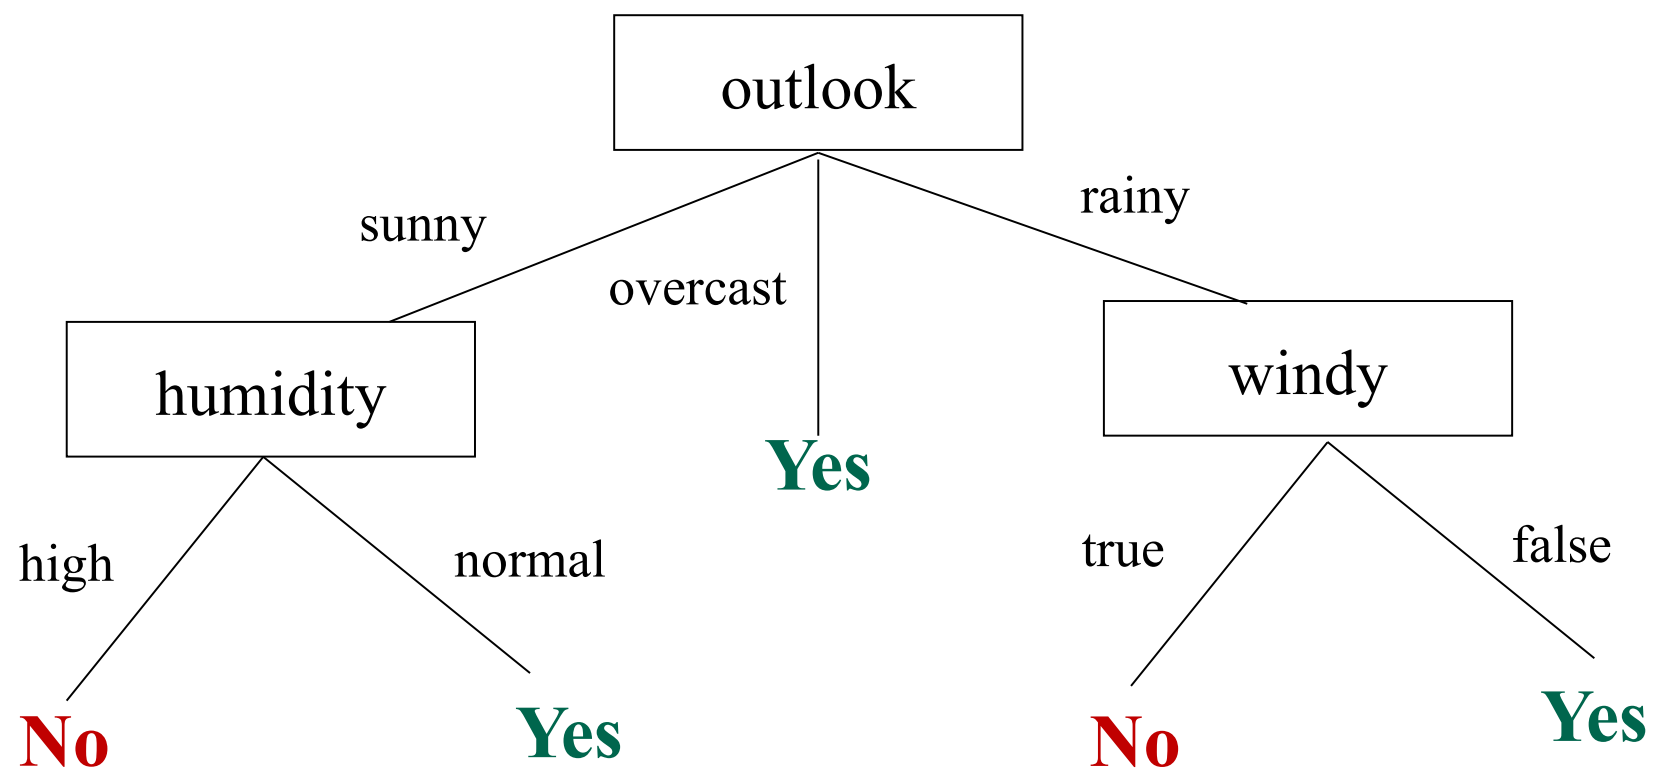 outlook
sunny
overcast
rainy
humidity
windy
Yes
high
normal
true
false
No
Yes
No
Yes